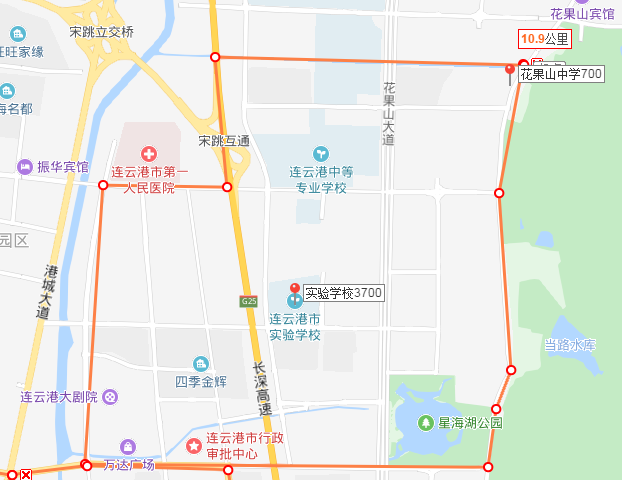 花果山宾馆
宋跳立交桥
10.9公里
旺旺家缘
花果山中学700
花果山大道
海名都
宋跳互通
振华宾馆
连云港市第一
人民医院
连云港中等
专业学校
园区
港城大道
实验学校3700
G25
连云港市
实验学校
当路水库
长深高速
四季金辉
连云港大剧院
星海湖公园
连云港市行政
审批中心
万达广场